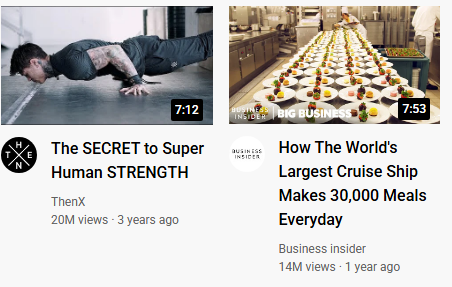 7:12
THEN
The SECRET to Super
Human STRENGTH
ThenX
20M views · 3 years ago
BUSINESS
INSIDER
BIG BUSINESS
7:53
BUSINESS
INSIDER
How The World's
Largest Cruise Ship
Makes 30,000 Meals
Everyday
Business insider
14M views · 1 year ago